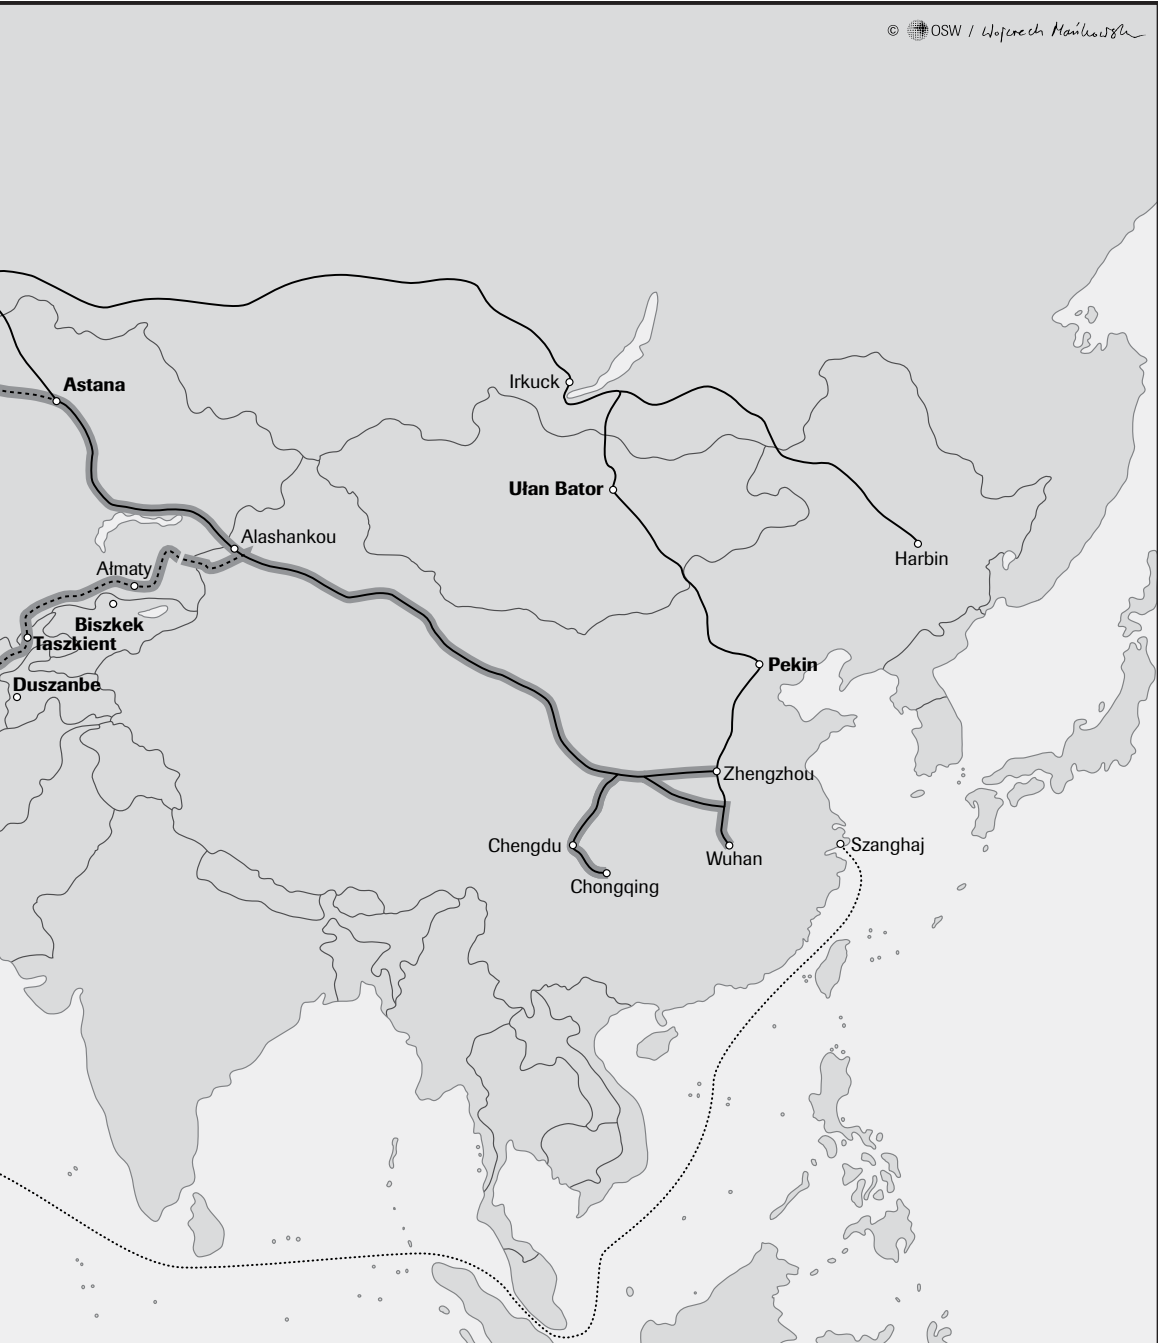 © OSW / Wojciech Mańkowski
Astana
Irkuck
Ułan Bator
Alashankou
Harbin
Ałmaty
Biszkek
Taszkient
Pekin
Duszanbe
Zhengzhou
Chengdu
Wuhan
Szanghaj
Chongqing